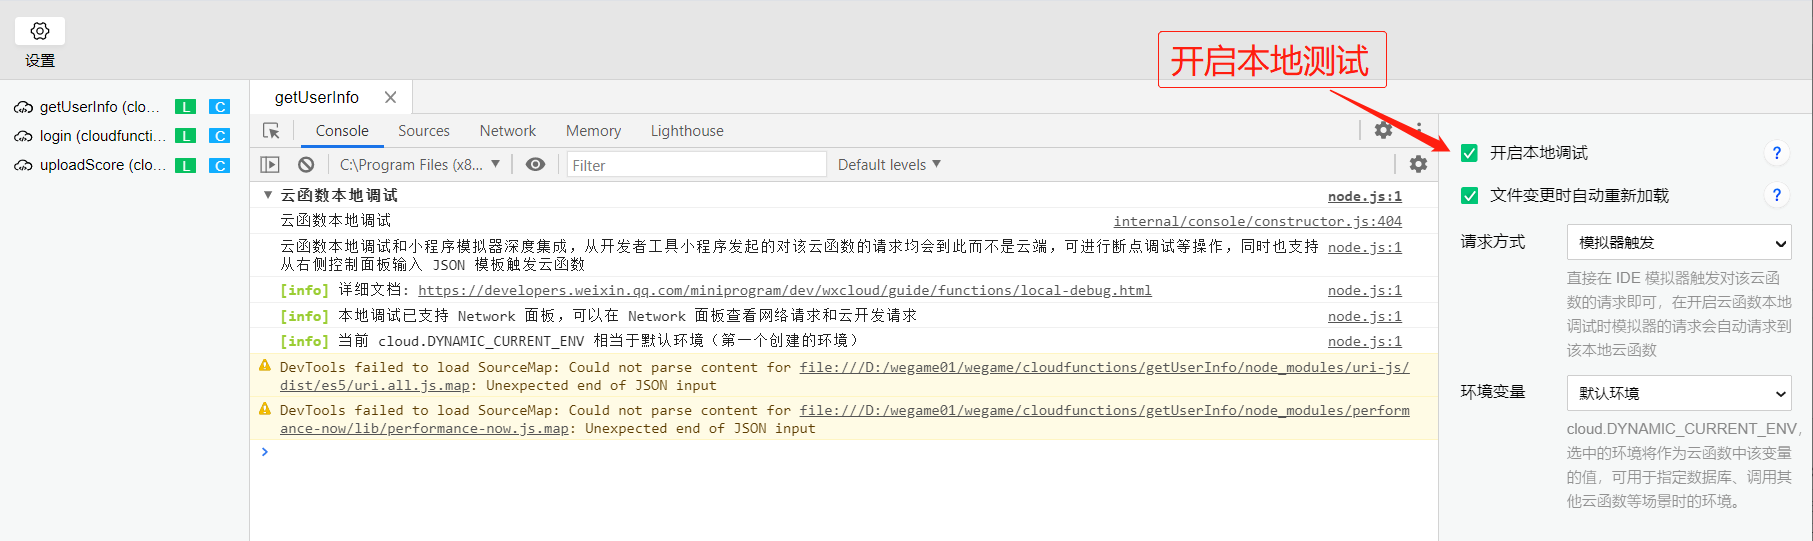 设置
开启本地测试
getUserInfo (clo...
L
C
login (cloudfuncti...
L
C
uploadScore (clo...
L
C
getUserInfo
Console
Sources
Network
Memory
Lighthouse
C:\Program Files (x8...
Filter
Default levels
云函数本地调试
node.js:1
云函数本地调试
internal/console/constructor.js:404
云函数本地调试和小程序模拟器深度集成，从开发者工具小程序发起的对该云函数的请求均会到此而不是云端，可进行断点调试等操作，同时也支持
node.js:1
从右侧控制面板输入 JSON 模板触发云函数
[info] 详细文档: https://developers.weixin.qq.com/miniprogram/dev/wxcloud/guide/functions/local-debug.html
node.js:1
[info] 本地调试已支持 Network 面板，可以在 Network 面板查看网络请求和云开发请求
node.js:1
[info] 当前 cloud.DYNAMIC_CURRENT_ENV 相当于默认环境（第一个创建的环境）
node.js:1
DevTools failed to load SourceMap: Could not parse content for file:///D:/wegame01/wegame/cloudfunctions/getUserInfo/node_modules/uri-js/
dist/es5/uri.all.js.map: Unexpected end of JSON input
DevTools failed to load SourceMap: Could not parse content for file:///D:/wegame01/wegame/cloudfunctions/getUserInfo/node_modules/perform
ance-now/lib/performance-now.js.map: Unexpected end of JSON input
开启本地调试
?
文件变更时自动重新加载
?
请求方式
模拟器触发
直接在 IDE 模拟器触发对该云函
数的请求即可，在开启云函数本地
调试时模拟器的请求会自动请求到
该本地云函数
环境变量
默认环境
cloud.DYNAMIC_CURRENT_ENV，
选中的环境将作为云函数中该变量
的值，可用于指定数据库、调用其
他云函数等场景时的环境。